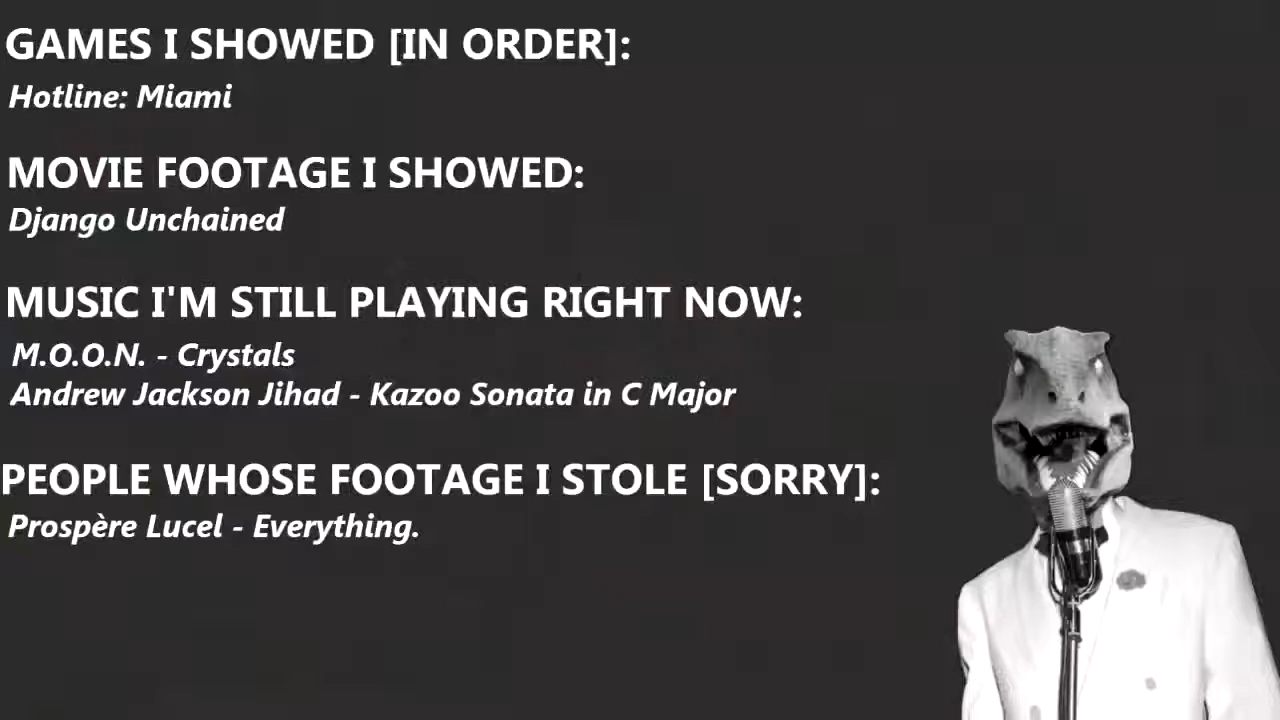 GAMES I SHOWED [IN ORDER]:
Hotline: Miami
MOVIE FOOTAGE I SHOWED:
Django Unchained
MUSIC I'M STILL PLAYING RIGHT NOW:
M.O.O.N. - Crystals
Andrew Jackson Jihad - Kazoo Sonata in C Major
PEOPLE WHOSE FOOTAGE I STOLE [SORRY]:
Prospère Lucel - Everything.